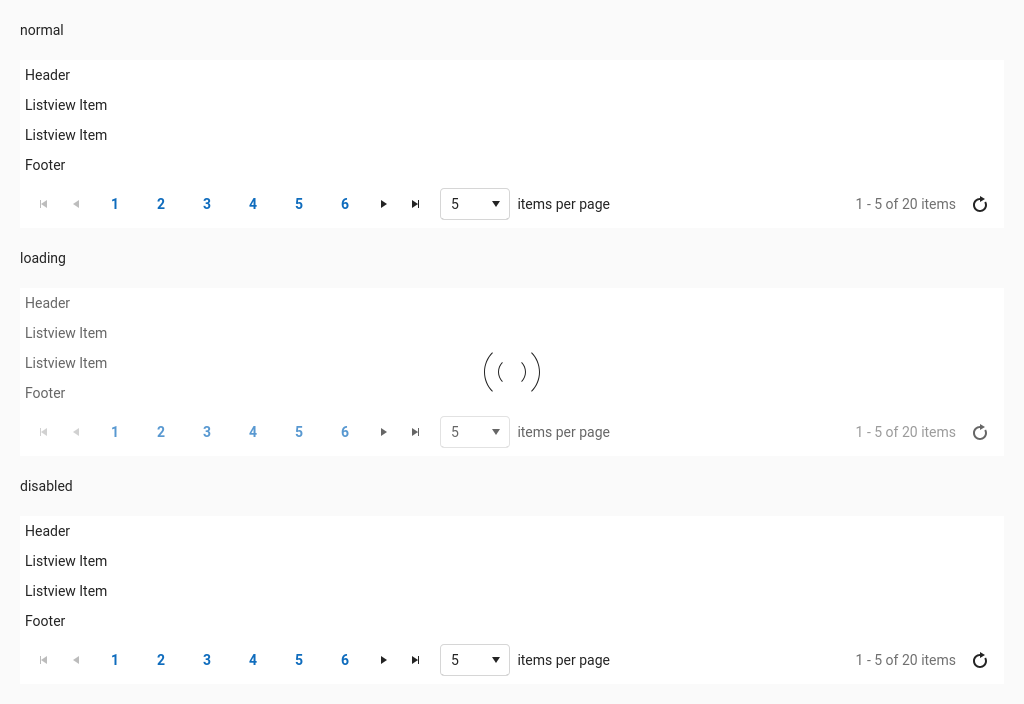 normal
Header
Listview Item
Listview Item
Footer
1 2 3 4 5 6 5 items per page 1 - 5 of 20 items
loading
Header
Listview Item
Listview Item
Footer
1 2 3 4 5 6 5 items per page 1 - 5 of 20 items
disabled
Header
Listview Item
Listview Item
Footer
1 2 3 4 5 6 5 items per page 1 - 5 of 20 items